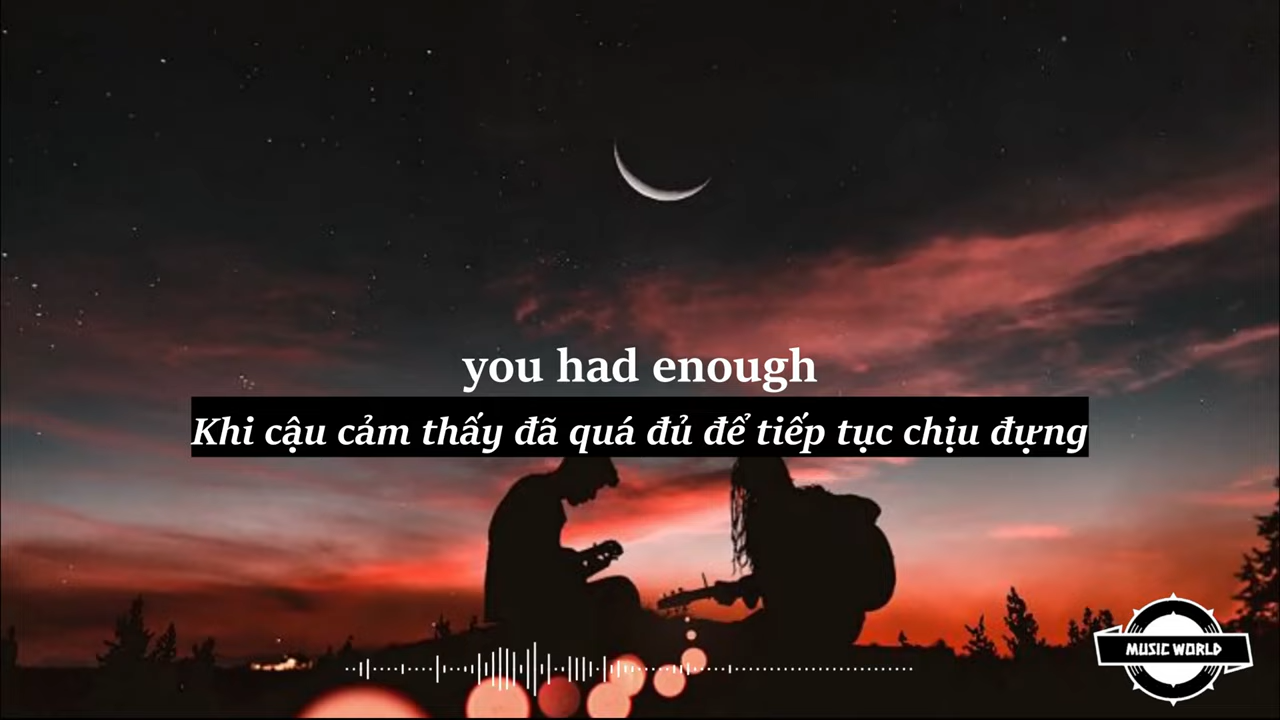 you had enough
Khi cậu cảm thấy đã quá đủ để tiếp tục chịu đựng
MUSIC WORLD